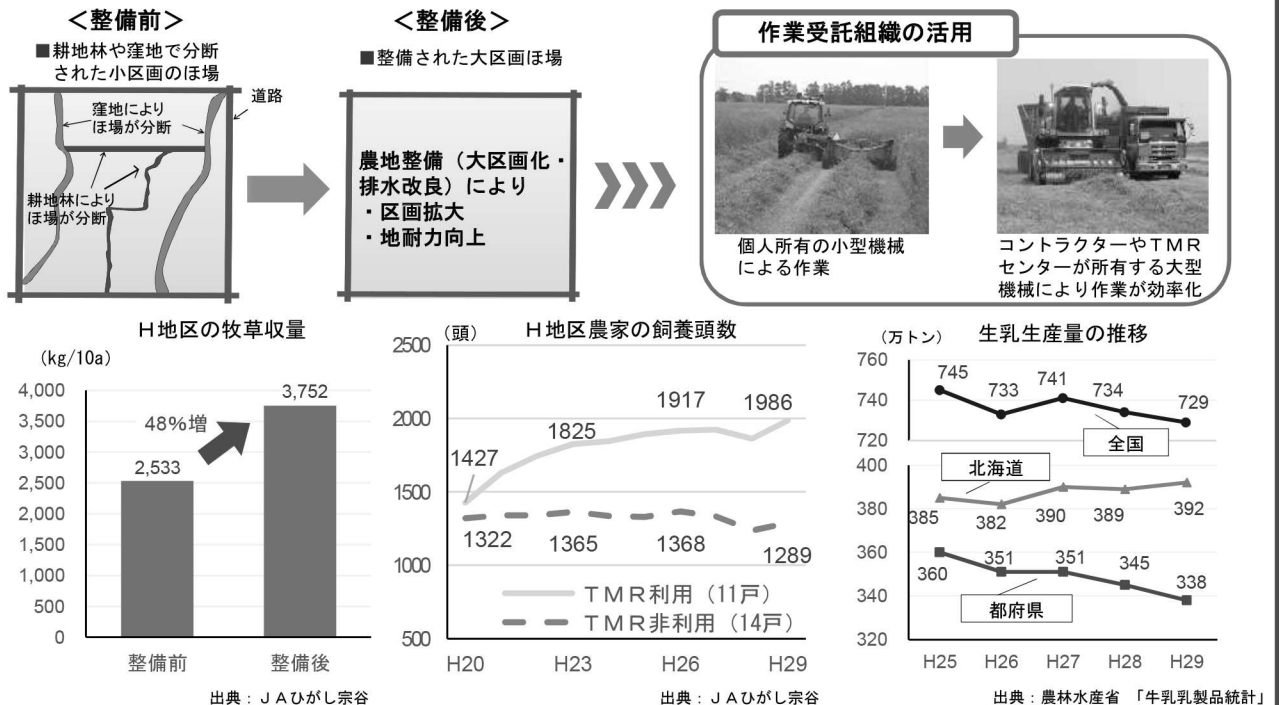 ＜整備前＞
■耕地林や窪地で分断
された小区画のほ場
窪地により
ほ場が分断
道路
耕地林により
ほ場が分断
＜整備後＞
■整備された大区画ほ場
農地整備（大区画化・
排水改良）により
・区画拡大
・地耐力向上
作業受託組織の活用
個人所有の小型機械
による作業
コントラクターやＴＭＲ
センターが所有する大型
機械により作業が効率化
Ｈ地区の牧草収量
(kg/10a)
4,000
3,500
3,000
2,500
2,000
1,500
1,000
500
0
2,533
48%増
3,752
整備前
整備後
出典：ＪＡひがし宗谷
Ｈ地区農家の飼養頭数
(頭)
2500
2000
1500
1000
500
1427
1825
1917
1986
1322
1365
1368
1289
ＴＭＲ利用（11戸）
ＴＭＲ非利用（14戸）
H20
H23
H26
H29
出典：ＪＡひがし宗谷
生乳生産量の推移
(万トン)
760
740
720
400
380
360
340
320
745
733
741
734
729
全国
北海道
385
382
390
389
392
360
351
351
345
338
都府県
H25
H26
H27
H28
H29
出典：農林水産省 「牛乳乳製品統計」